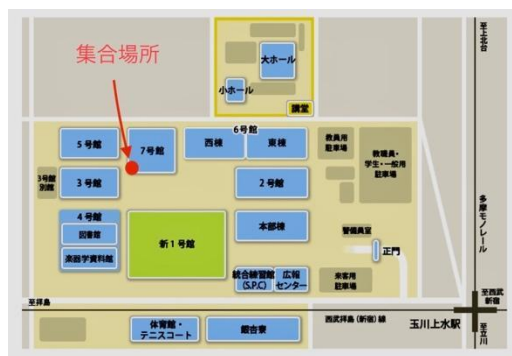 集合場所
大ホール
小ホール
講堂
至上北台
5号館
7号館
6号館
西棟
東棟
教員用
駐車場
教職員・
学生・一般用
駐車場
3号館
別館
3号館
2号館
4号館
図書館
楽器学資料館
新1号館
本部棟
警備員室
正門
多摩モノレール
統合練習館
(S.P.C)
広報
センター
来客用
駐車場
至拝島
至西武
新宿
体育館・
テニスコート
西武拝島(新宿)線
玉川上水駅
至立川